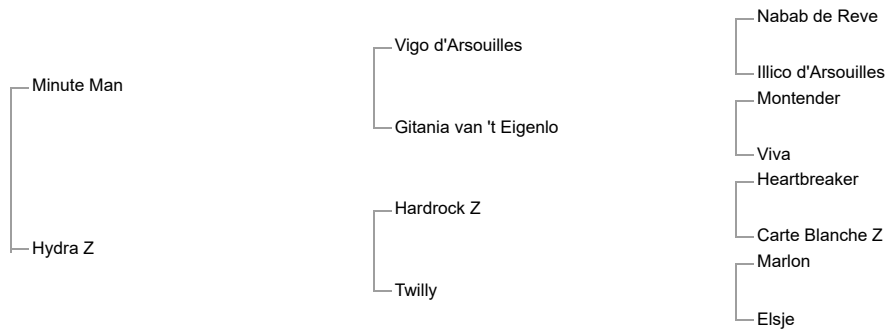 Nabab de Reve
Vigo d'Arsouilles
Illico d'Arsouilles
Minute Man
Montender
Gitania van 't Eigenlo
Viva
Heartbreaker
Hardrock Z
Carte Blanche Z
Hydra Z
Marlon
Twilly
Elsje